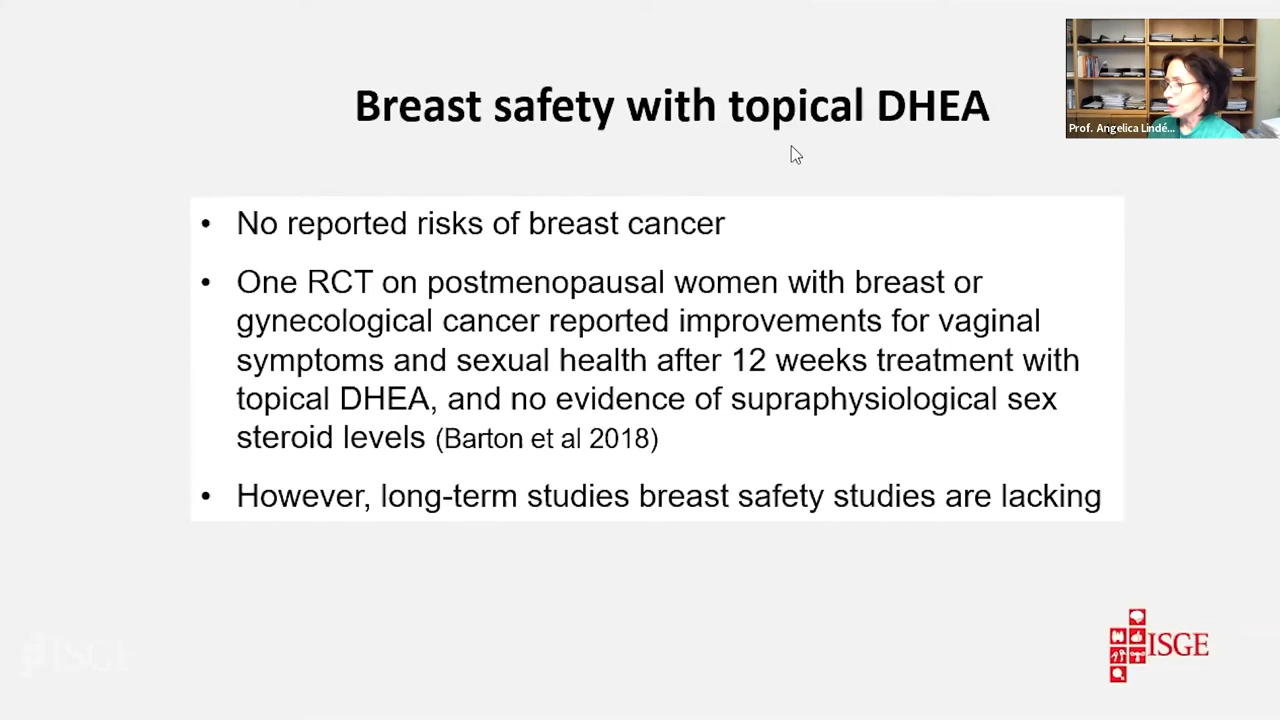 Breast safety with topical DHEA
Prof. Angelica Lindé...
• No reported risks of breast cancer
• One RCT on postmenopausal women with breast or
gynecological cancer reported improvements for vaginal
symptoms and sexual health after 12 weeks treatment with
topical DHEA, and no evidence of supraphysiological sex
steroid levels (Barton et al 2018)
• However, long-term studies breast safety studies are lacking
ISGE
ISGE